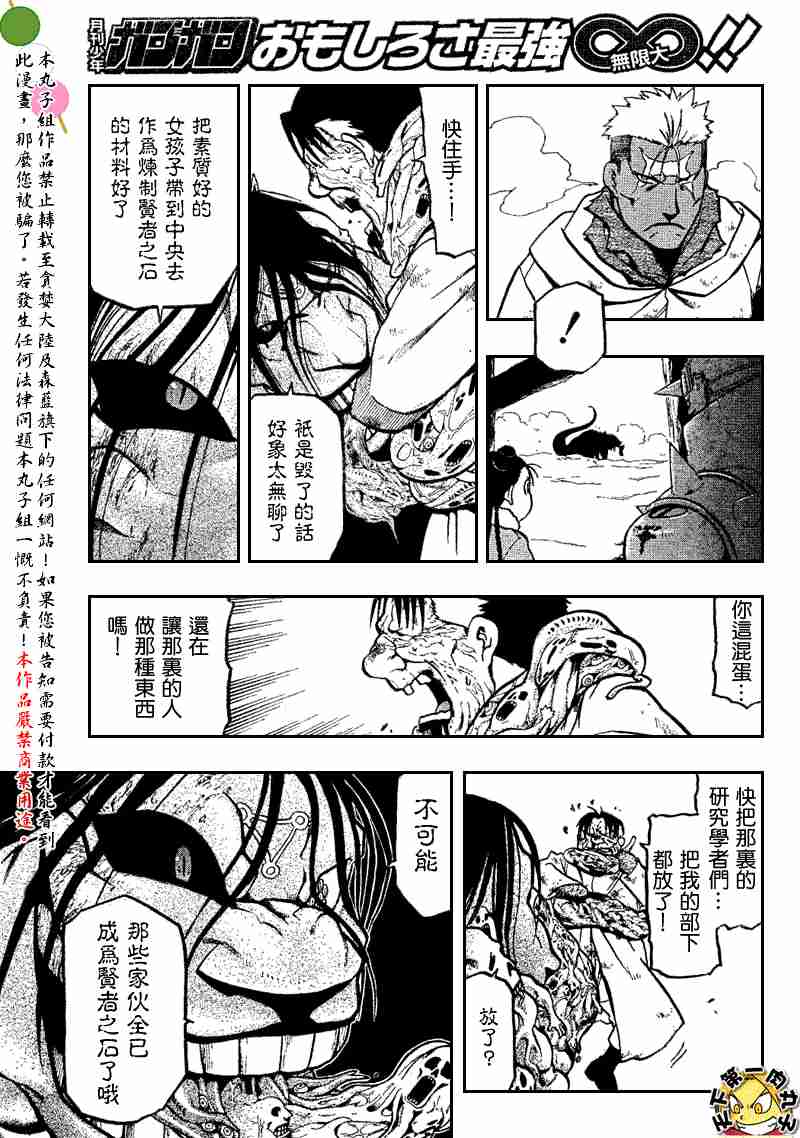 月刊少年
ガンガン おもしろさ最強 ∞ 無限大 !!
!
快住手…!
衹是毀了的話
好象太無聊了
把素質好的
女孩子帶到中央去
作爲煉制賢者之石
的材料好了
你這混蛋…
還在
讓那裏的人
做那種東西
嗎!
快把那裏的
研究學者們…
把我的部下
都放了!
放了?
不可能
那些家伙全已
成爲賢者之石了哦
本丸子組作品禁止轉載至貪婪大陸及森藍旗下的任何網站!如果您被告知需要付款才能看到
此漫畫,那麼您被騙了。若發生任何法律問題本丸子組一慨不負責!本作品嚴禁商業用途。